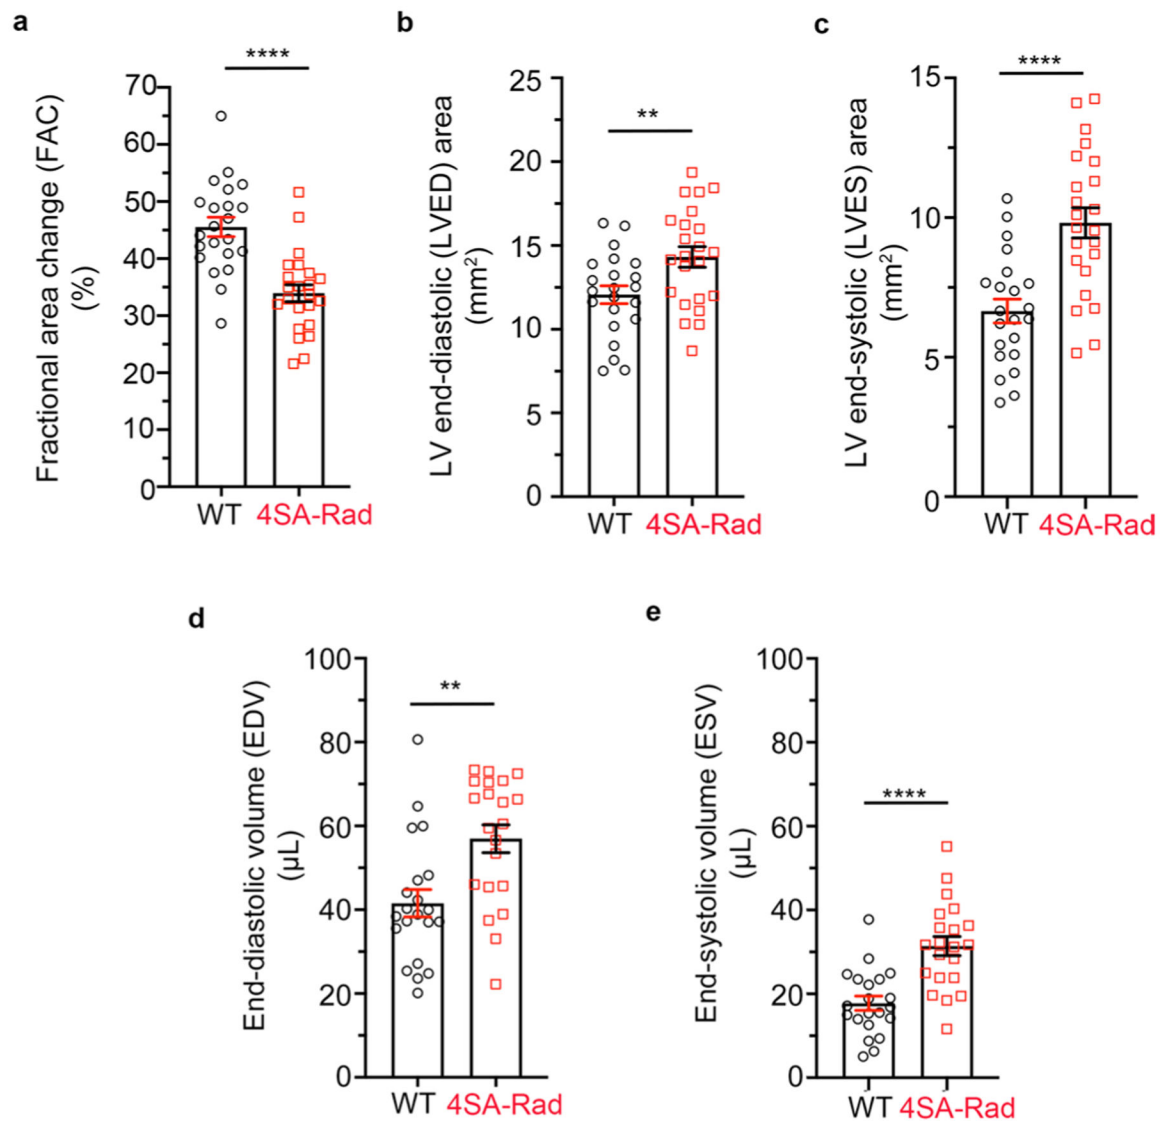 a
****
Fractional area change (FAC)
(%)
70
60
50
40
30
20
10
0
WT
4SA-Rad
b
**
LV end-diastolic (LVED) area
(mm²)
25
20
15
10
5
0
WT
4SA-Rad
c
****
LV end-systolic (LVES) area
(mm²)
15
10
5
0
WT
4SA-Rad
d
**
End-diastolic volume (EDV)
(µL)
100
80
60
40
20
0
WT
4SA-Rad
e
****
End-systolic volume (ESV)
(µL)
100
80
60
40
20
0
WT
4SA-Rad